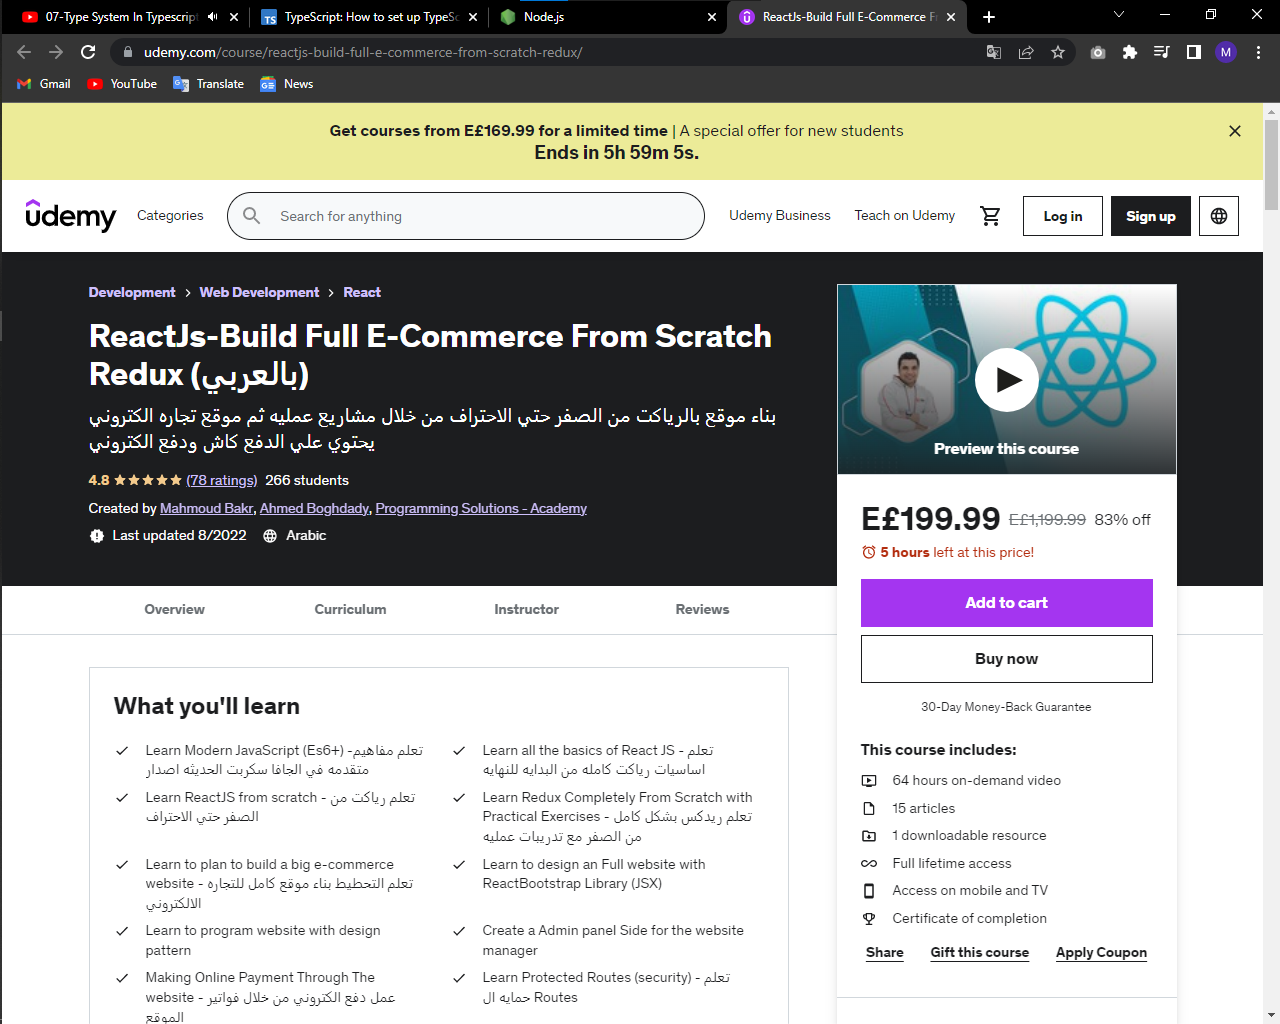 07-Type System In Typescript
TypeScript: How to set up TypeSc
Node.js
ReactJs-Build Full E-Commerce Fr
udemy.com/course/reactjs-build-full-e-commerce-from-scratch-redux/
M
Gmail
YouTube
Translate
News
Get courses from E£169.99 for a limited time | A special offer for new students
Ends in 5h 59m 5s.
udemy
Categories
Search for anything
Udemy Business
Teach on Udemy
Log in
Sign up
Development > Web Development > React
ReactJs-Build Full E-Commerce From Scratch
Redux (بالعربي)
بناء موقع بالرياكت من الصفر حتي الاحتراف من خلال مشاريع عمليه ثم موقع تجاره الكتروني
يحتوي علي الدفع كاش ودفع الكتروني
4.8 ★★★★★ (78 ratings) 266 students
Created by Mahmoud Bakr, Ahmed Boghdady, Programming Solutions - Academy
Last updated 8/2022 Arabic
Preview this course
E£199.99 E£1,199.99 83% off
5 hours left at this price!
Add to cart
Buy now
30-Day Money-Back Guarantee
This course includes:
64 hours on-demand video
15 articles
1 downloadable resource
Full lifetime access
Access on mobile and TV
Certificate of completion
Share
Gift this course
Apply Coupon
Overview
Curriculum
Instructor
Reviews
What you'll learn
Learn Modern JavaScript (Es6+) -تعلم مفاهيم
متقدمه في الجافا سكربت الحديثه اصدار
Learn all the basics of React JS - تعلم
اساسيات رياكت كامله من البدايه للنهايه
Learn ReactJS from scratch - تعلم رياكت من
الصفر حتي الاحتراف
Learn Redux Completely From Scratch with
Practical Exercises - تعلم ريدكس بشكل كامل
من الصفر مع تدريبات عمليه
Learn to plan to build a big e-commerce
website - تعلم التحطيط بناء موقع كامل للتجاره
الالكتروني
Learn to design an Full website with
ReactBootstrap Library (JSX)
Learn to program website with design
pattern
Create a Admin panel Side for the website
manager
Making Online Payment Through The
website - عمل دفع الكتروني من خلال فواتير
الموقع
Learn Protected Routes (security) - تعلم
حمايه ال Routes